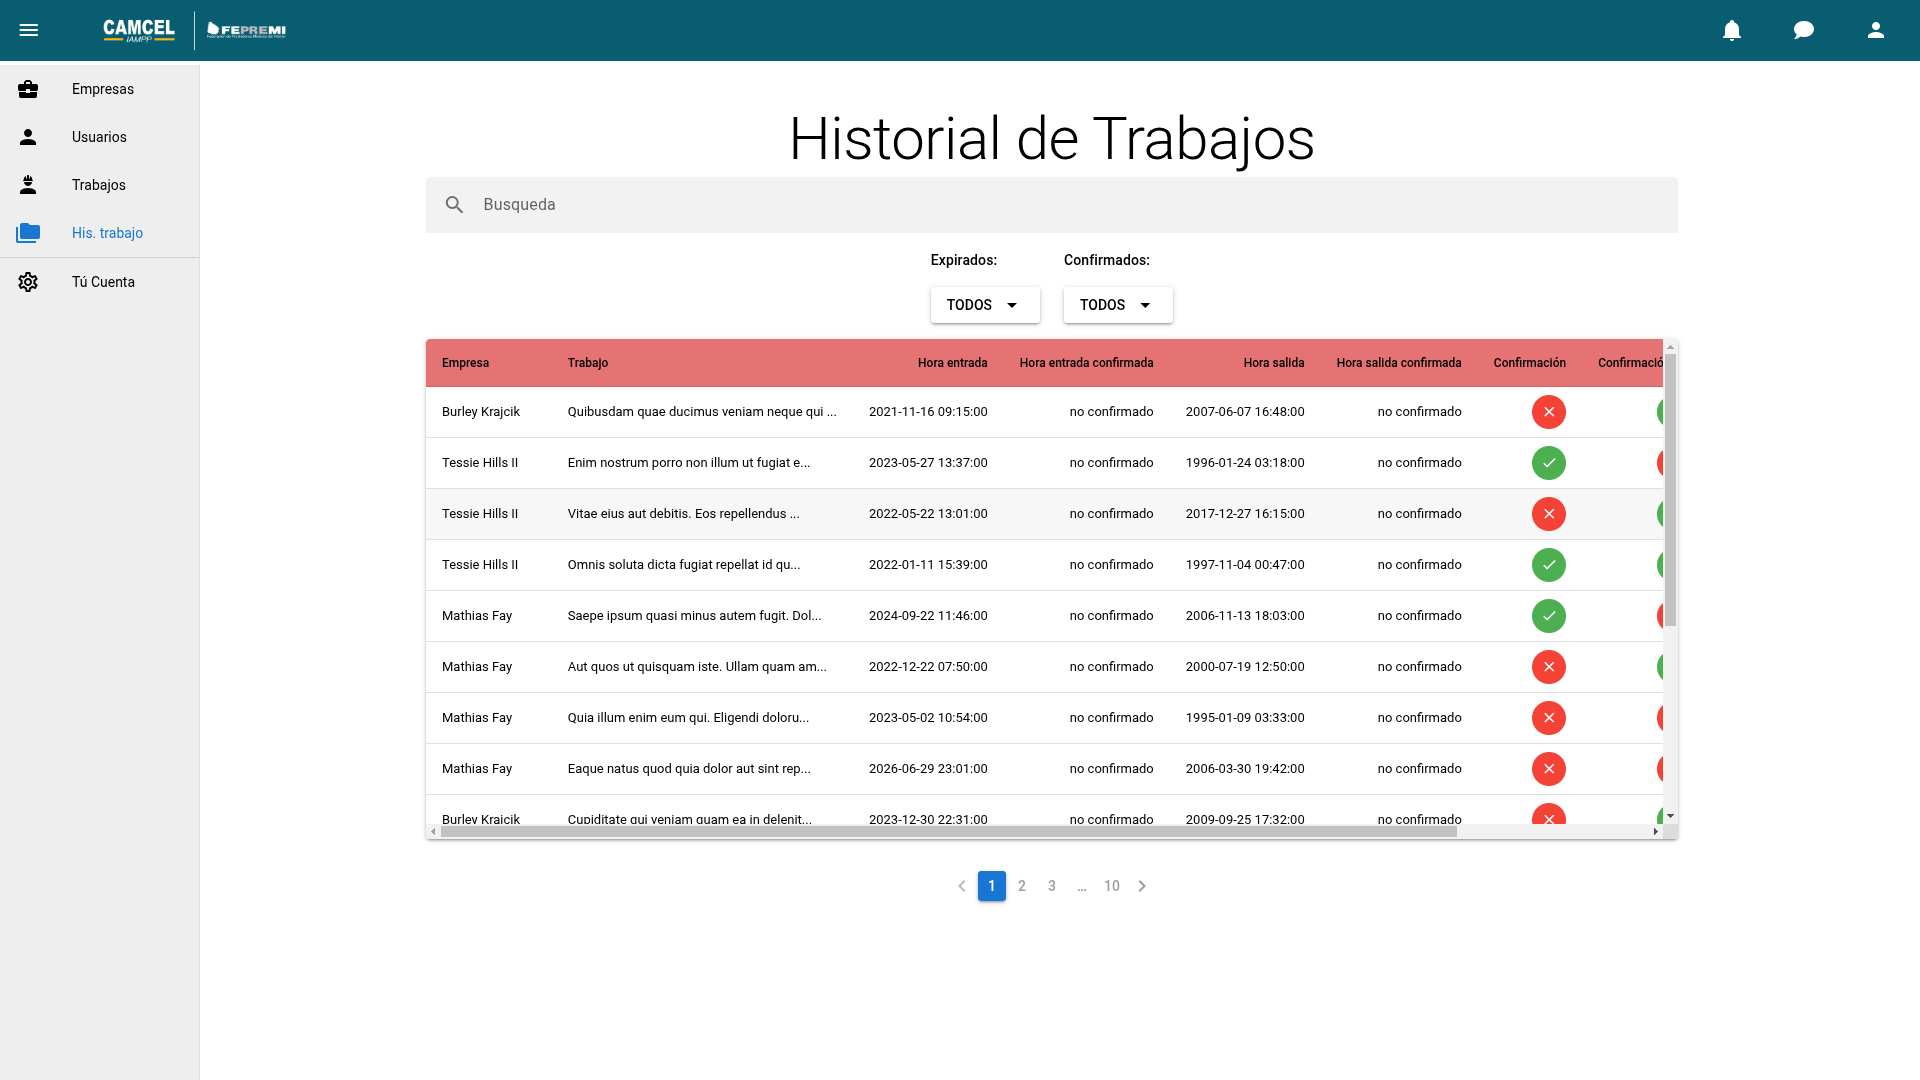 CAMCEL
IAMPP
FEPREMI
Empresas
Usuarios
Trabajos
His. trabajo
Tú Cuenta
Historial de Trabajos
Busqueda
Expirados: Confirmados:
TODOS TODOS
Empresa Trabajo Hora entrada Hora entrada confirmada Hora salida Hora salida confirmada Confirmación Confirmació
Burley Krajcik Quibusdam quae ducimus veniam neque qui ... 2021-11-16 09:15:00 no confirmado 2007-06-07 16:48:00 no confirmado
Tessie Hills II Enim nostrum porro non illum ut fugiat e... 2023-05-27 13:37:00 no confirmado 1996-01-24 03:18:00 no confirmado
Tessie Hills II Vitae eius aut debitis. Eos repellendus ... 2022-05-22 13:01:00 no confirmado 2017-12-27 16:15:00 no confirmado
Tessie Hills II Omnis soluta dicta fugiat repellat id qu... 2022-01-11 15:39:00 no confirmado 1997-11-04 00:47:00 no confirmado
Mathias Fay Saepe ipsum quasi minus autem fugit. Dol... 2024-09-22 11:46:00 no confirmado 2006-11-13 18:03:00 no confirmado
Mathias Fay Aut quos ut quisquam iste. Ullam quam am... 2022-12-22 07:50:00 no confirmado 2000-07-19 12:50:00 no confirmado
Mathias Fay Quia illum enim eum qui. Eligendi doloru... 2023-05-02 10:54:00 no confirmado 1995-01-09 03:33:00 no confirmado
Mathias Fay Eaque natus quod quia dolor aut sint rep... 2026-06-29 23:01:00 no confirmado 2006-03-30 19:42:00 no confirmado
Burley Krajcik Cupiditate qui veniam quam ea in delenit... 2023-12-30 22:31:00 no confirmado 2009-09-25 17:32:00 no confirmado
1 2 3 ... 10